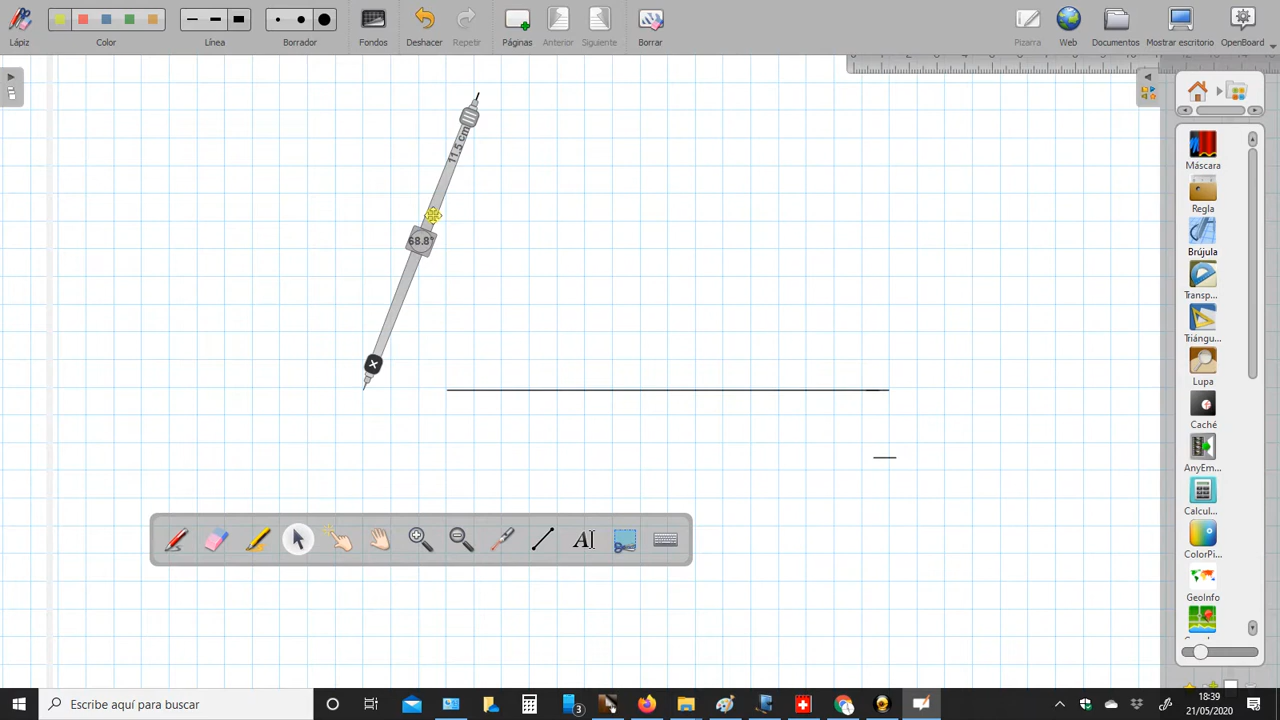 Lápiz
Color
Línea
Borrador
Fondos
Deshacer
Repetir
Páginas
Anterior
Siguiente
Borrar
Pizarra
Web
Documentos
Mostrar escritorio
OpenBoard
11.5 cm
68.8°
Máscara
Regla
Brújula
Transp...
Triángu...
Lupa
Caché
AnyEm...
Calcul...
ColorPi...
GeoInfo
AI
Escribe aquí para buscar
3
18:39
21/05/2020